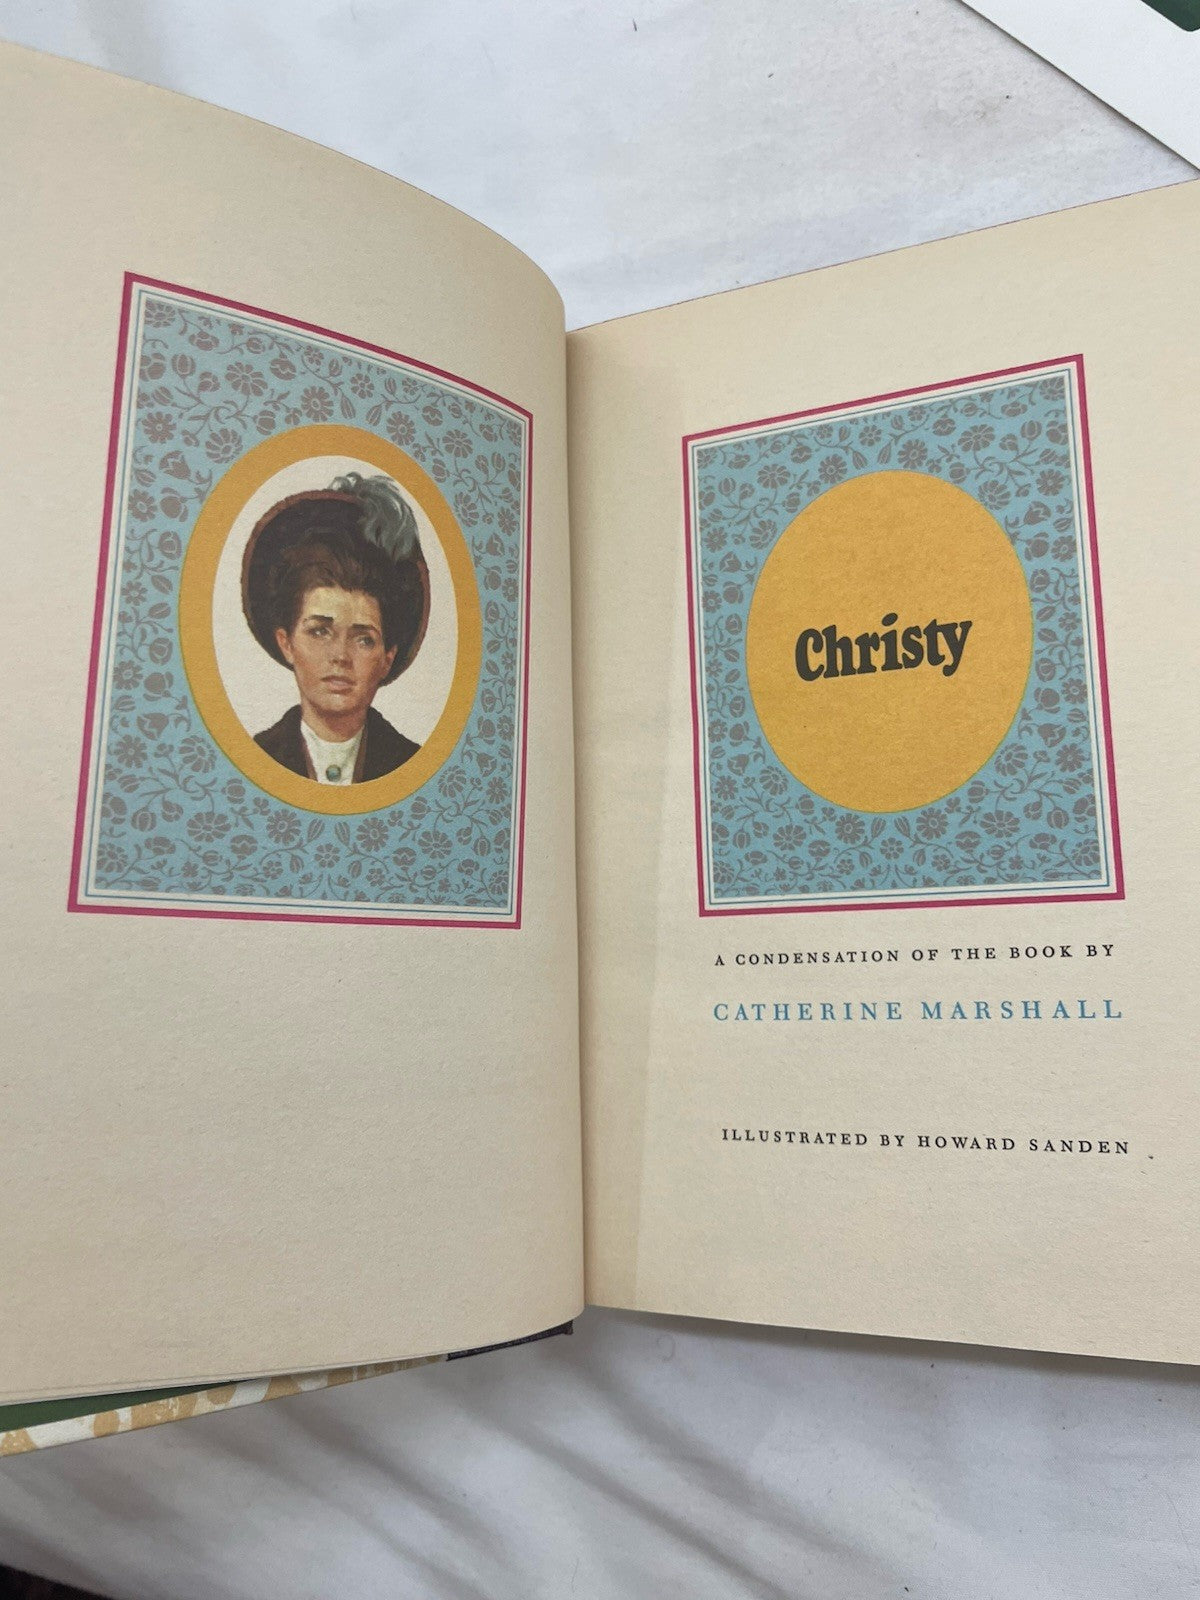 Christy
A CONDENSATION OF THE BOOK BY
CATHERINE MARSHALL
ILLUSTRATED BY HOWARD SANDEN